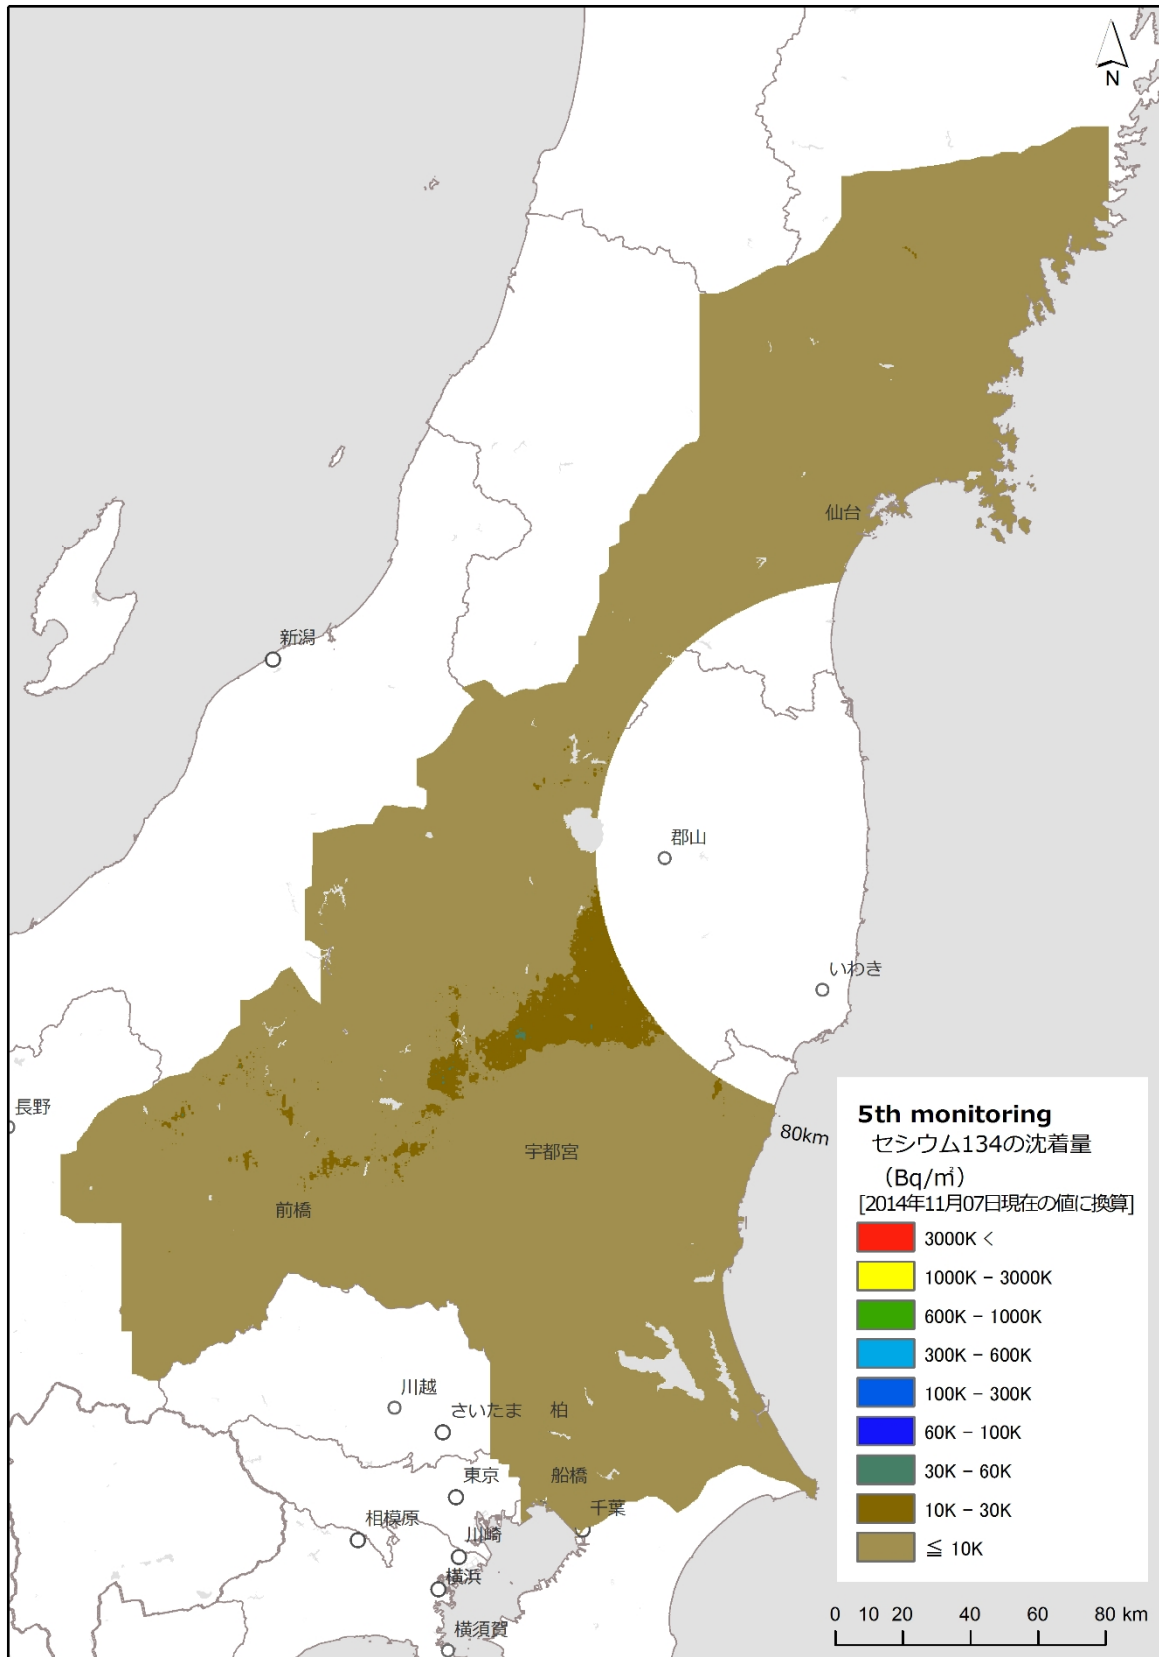 N
仙台
新潟
郡山
いわき
長野
80km
宇都宮
前橋
川越
さいたま
柏
東京
船橋
千葉
相模原
川崎
横浜
横須賀
5th monitoring
セシウム134の沈着量
（Bq/㎡）
[2014年11月07日現在の値に換算]
3000K <
1000K - 3000K
600K - 1000K
300K - 600K
100K - 300K
60K - 100K
30K - 60K
10K - 30K
≦ 10K
0 10 20 40 60 80 km